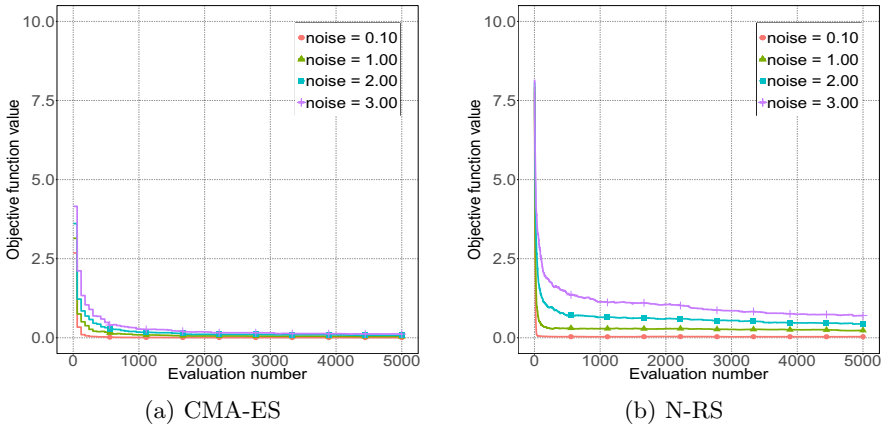 10.0
7.5
5.0
2.5
0.0
Objective function value
noise = 0.10
noise = 1.00
noise = 2.00
noise = 3.00
0 1000 2000 3000 4000 5000
Evaluation number
(a) CMA-ES
10.0
7.5
5.0
2.5
0.0
Objective function value
noise = 0.10
noise = 1.00
noise = 2.00
noise = 3.00
0 1000 2000 3000 4000 5000
Evaluation number
(b) N-RS